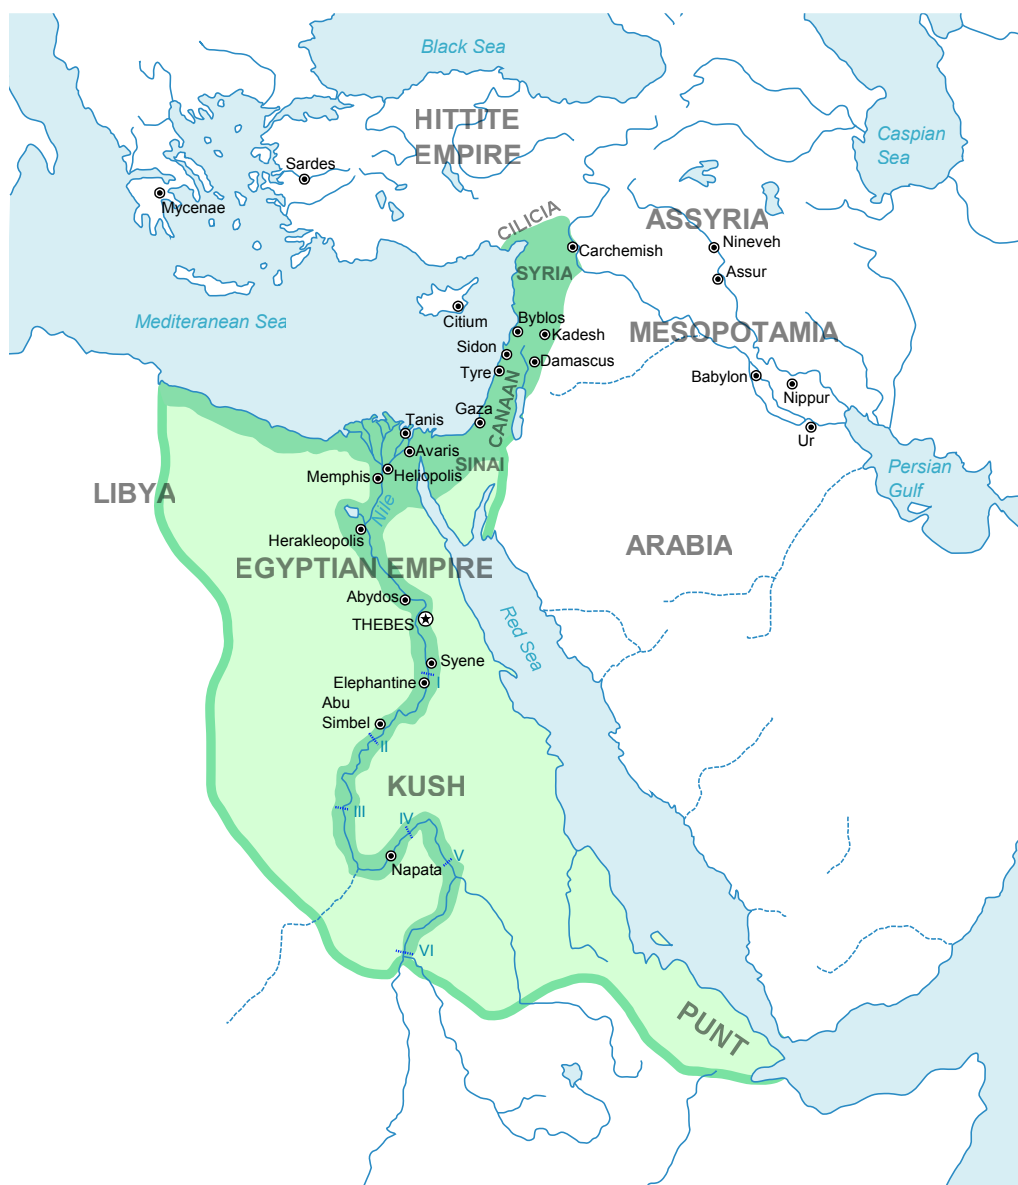 Black Sea
HITTITE
EMPIRE
Caspian
Sea
Sardes
Mycenae
CILICIA
ASSYRIA
Nineveh
Carchemish
SYRIA
Assur
Citium
Byblos
Mediteranean Sea
Kadesh
MESOPOTAMIA
Sidon
Damascus
Tyre
Babylon
Nippur
CANAAN
Gaza
Tanis
Ur
Avaris
SINAI
Persian
Gulf
Memphis
Heliopolis
LIBYA
Nile
Herakleopolis
ARABIA
EGYPTIAN EMPIRE
Abydos
THEBES
Red Sea
Syene
Elephantine
I
Abu
Simbel
II
KUSH
III
IV
V
Napata
VI
PUNT